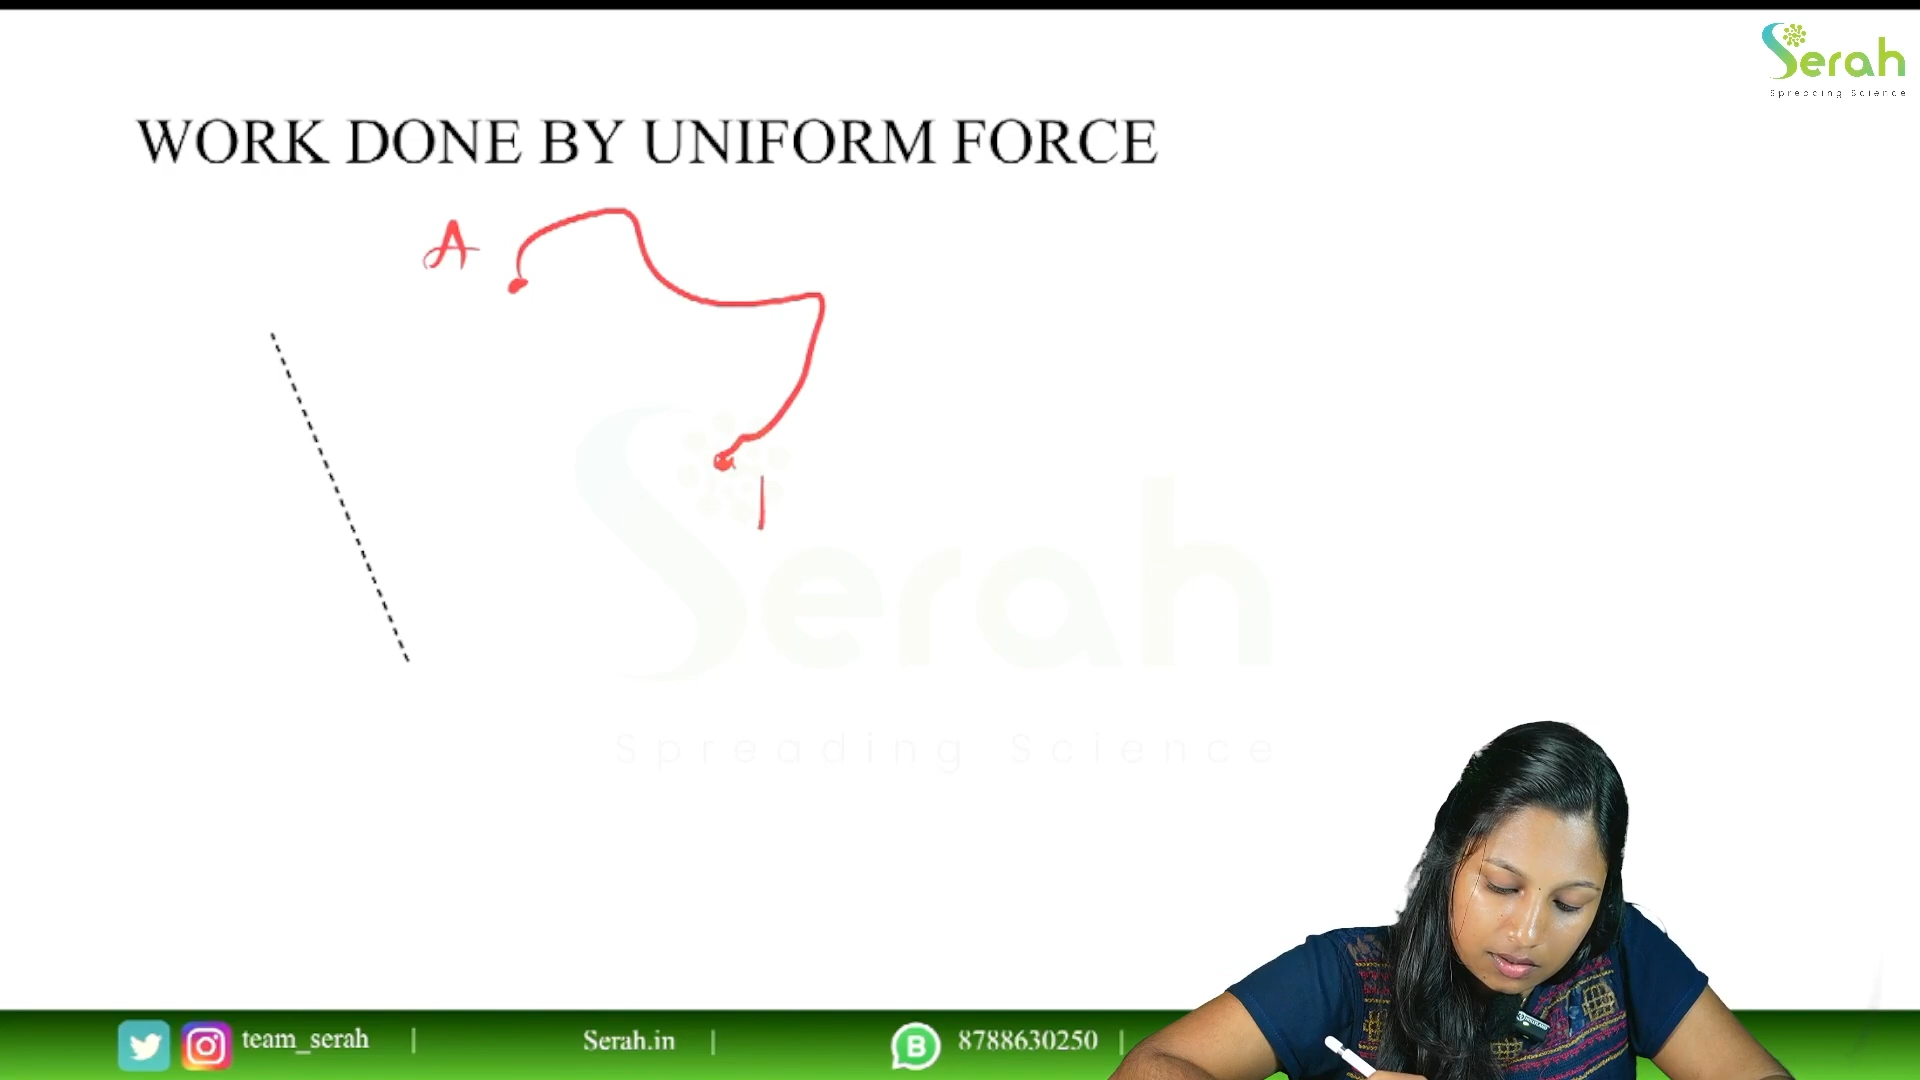 Serah
Spreading Science
WORK DONE BY UNIFORM FORCE
A
Serah
Spreading Science
team_serah | Serah.in | 8788630250 |